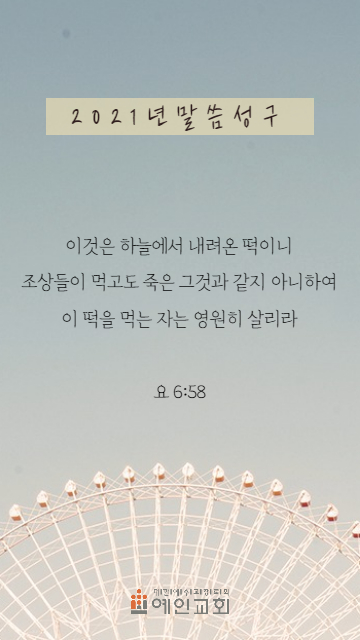 2021년말씀성구
이것은 하늘에서 내려온 떡이니
조상들이 먹고도 죽은 그것과 같지 아니하여
이 떡을 먹는 자는 영원히 살리라
요 6:58
예인교회